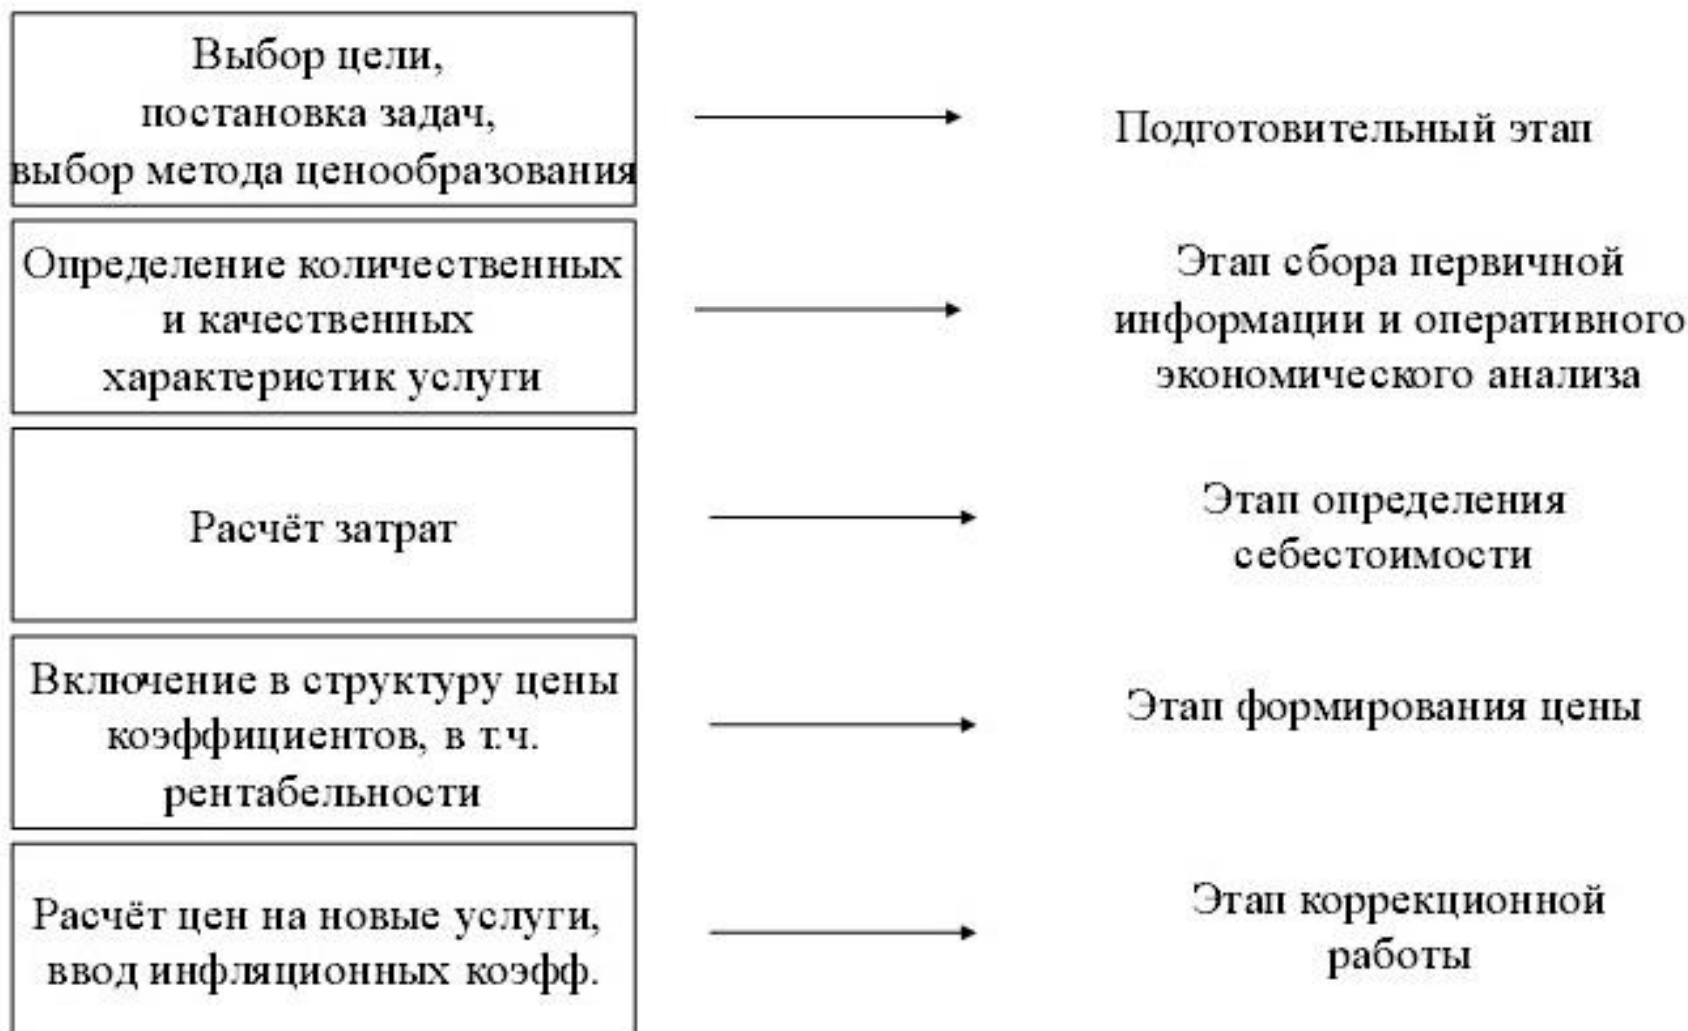 Выбор цели,
постановка задач,
выбор метода ценообразования
Подготовительный этап
Определение количественных
и качественных
характеристик услуги
Этап сбора первичной
информации и оперативного
экономического анализа
Расчёт затрат
Этап определения
себестоимости
Включение в структуру цены
коэффициентов, в т.ч.
рентабельности
Этап формирования цены
Расчёт цен на новые услуги,
ввод инфляционных коэфф.
Этап коррекционной
работы